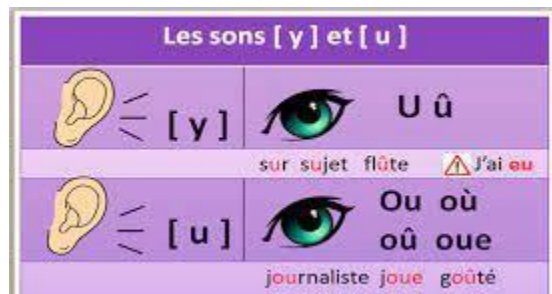 Les sons [ y ] et [ u ]
[ y ] U û
sur sujet flûte J'ai eu
[ u ] Ou où
oû oue
journaliste joue goûté